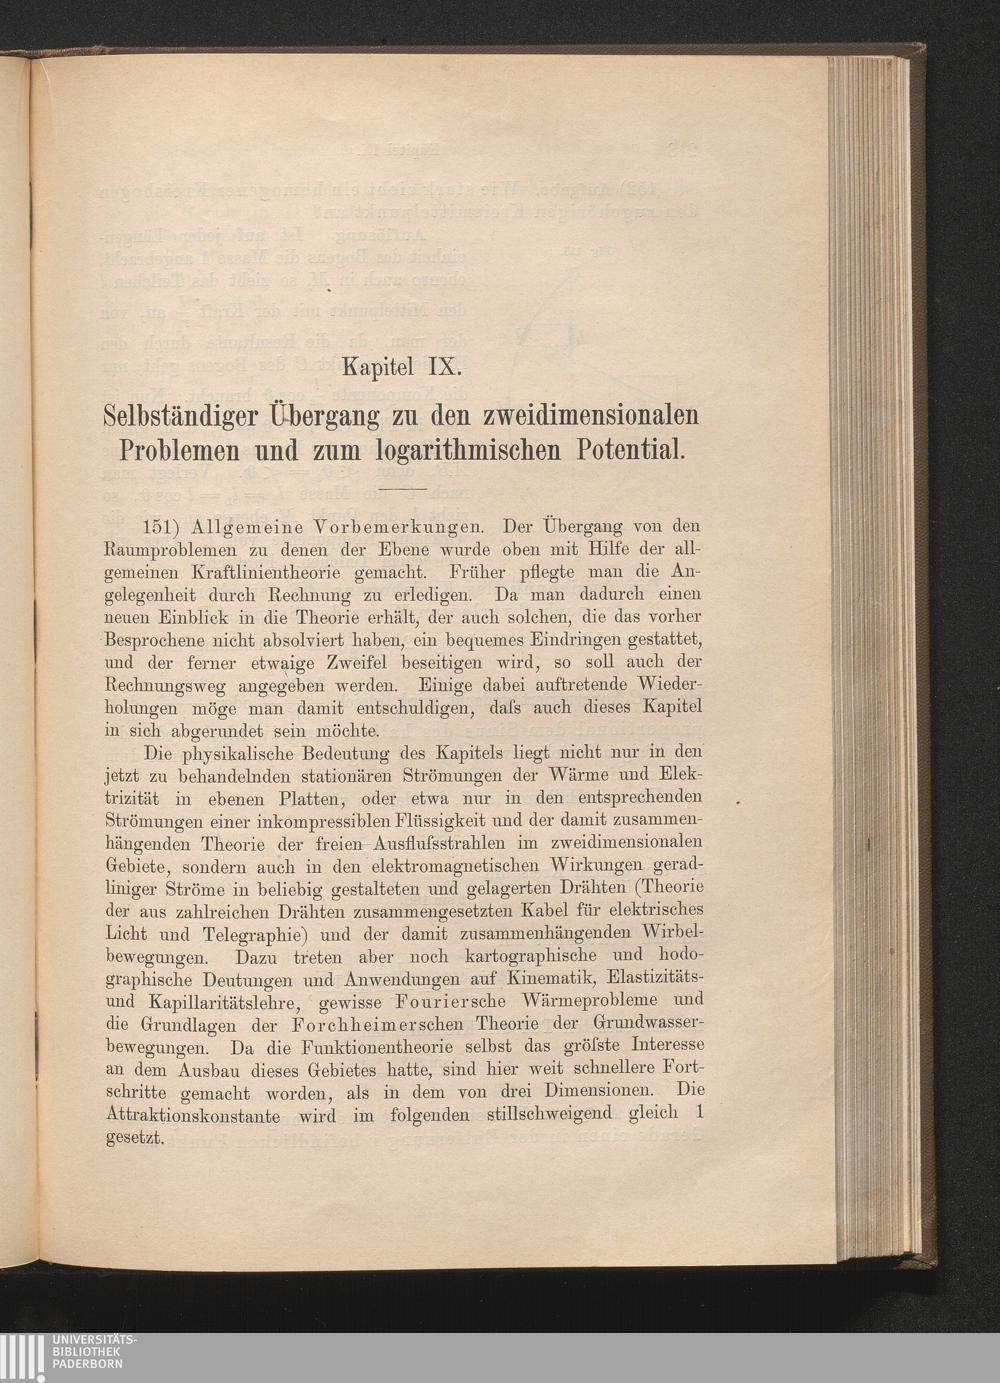 Kapitel IX.
Selbständiger Übergang zu den zweidimensionalen
Problemen und zum logarithmischen Potential.
151) Allgemeine Vorbemerkungen. Der Übergang von den
Raumproblemen zu denen der Ebene wurde oben mit Hilfe der all-
gemeinen Kraftlinientheorie gemacht. Früher pflegte man die An-
gelegenheit durch Rechnung zu erledigen. Da man dadurch einen
neuen Einblick in die Theorie erhält, der auch solchen, die das vorher
Besprochene nicht absolviert haben, ein bequemes Eindringen gestattet,
und der ferner etwaige Zweifel beseitigen wird, so soll auch der
Rechnungsweg angegeben werden. Einige dabei auftretende Wieder-
holungen möge man damit entschuldigen, daſs auch dieses Kapitel
in sich abgerundet sein möchte.
Die physikalische Bedeutung des Kapitels liegt nicht nur in den
jetzt zu behandelnden stationären Strömungen der Wärme und Elek-
trizität in ebenen Platten, oder etwa nur in den entsprechenden
Strömungen einer inkompressiblen Flüssigkeit und der damit zusammen-
hängenden Theorie der freien Ausfluſsstrahlen im zweidimensionalen
Gebiete, sondern auch in den elektromagnetischen Wirkungen gerad-
liniger Ströme in beliebig gestalteten und gelagerten Drähten (Theorie
der aus zahlreichen Drähten zusammengesetzten Kabel für elektrisches
Licht und Telegraphie) und der damit zusammenhängenden Wirbel-
bewegungen. Dazu treten aber noch kartographische und hodo-
graphische Deutungen und Anwendungen auf Kinematik, Elastizitäts-
und Kapillaritätslehre, gewisse Fouriersche Wärmeprobleme und
die Grundlagen der Forchheimerschen Theorie der Grundwasser-
bewegungen. Da die Funktionentheorie selbst das gröſste Interesse
an dem Ausbau dieses Gebietes hatte, sind hier weit schnellere Fort-
schritte gemacht worden, als in dem von drei Dimensionen. Die
Attraktionskonstante wird im folgenden stillschweigend gleich 1
gesetzt.
UNIVERSITÄTS-
BIBLIOTHEK
PADERBORN